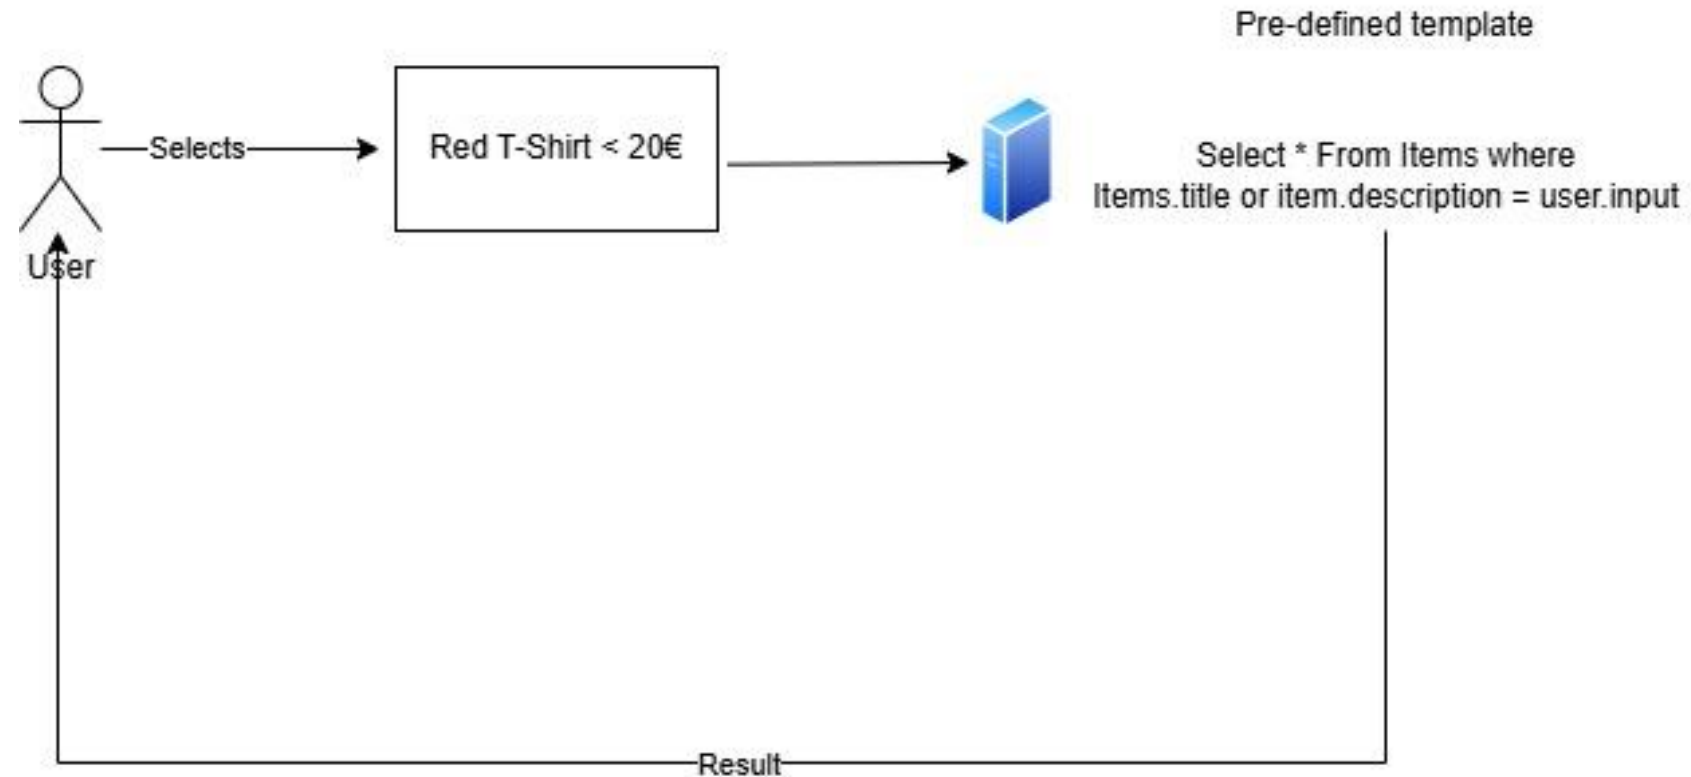 Pre-defined template
Selects
Red T-Shirt < 20€
Select * From Items where
Items.title or item.description = user.input
User
Result